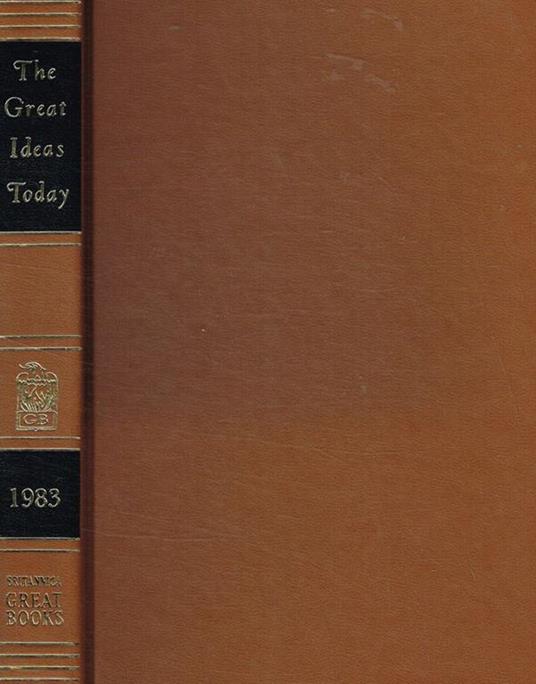 The
Great
Ideas
Today
GB
1983
BRITANNICA
GREAT
BOOKS